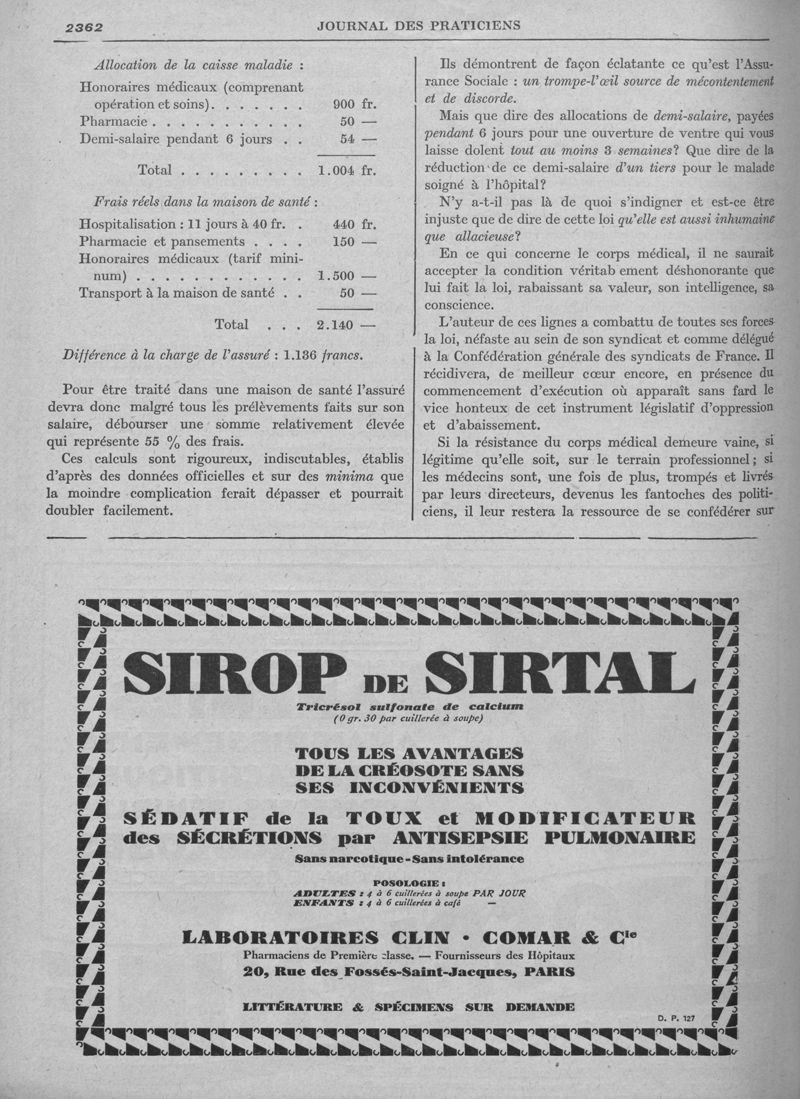 2362
JOURNAL DES PRATICIENS
Allocation de la caisse maladie :
Honoraires médicaux (comprenant
opération et soins). . . . . . . 900 fr.
Pharmacie . . . . . . . . . . . 50 —
Demi-salaire pendant 6 jours . . 54 —
Total . . . . . . . . . 1.004 fr.
Frais réels dans la maison de santé :
Hospitalisation : 11 jours à 40 fr. . 440 fr.
Pharmacie et pansements . . . . 150 —
Honoraires médicaux (tarif mini-
num) . . . . . . . . . . . . 1.500 —
Transport à la maison de santé . . 50 —
Total . . . 2.140 —
Différence à la charge de l'assuré : 1.136 francs.
Pour être traité dans une maison de santé l'assuré
devra donc malgré tous les prélèvements faits sur son
salaire, débourser une somme relativement élevée
qui représente 55 % des frais.
Ces calculs sont rigoureux, indiscutables, établis
d'après des données officielles et sur des minima que
la moindre complication ferait dépasser et pourrait
doubler facilement.
Ils démontrent de façon éclatante ce qu'est l'Assu-
rance Sociale : un trompe-l'œil source de mécontentement
et de discorde.
Mais que dire des allocations de demi-salaire, payées
pendant 6 jours pour une ouverture de ventre qui vous
laisse dolent tout au moins 3 semaines? Que dire de la
réduction de ce demi-salaire d'un tiers pour le malade
soigné à l'hôpital?
N'y a-t-il pas là de quoi s'indigner et est-ce être
injuste que de dire de cette loi qu'elle est aussi inhumaine
que allacieuse?
En ce qui concerne le corps médical, il ne saurait
accepter la condition véritab ement déshonorante que
lui fait la loi, rabaissant sa valeur, son intelligence, sa
conscience.
L'auteur de ces lignes a combattu de toutes ses forces
la loi, néfaste au sein de son syndicat et comme délégué
à la Confédération générale des syndicats de France. Il
récidivera, de meilleur cœur encore, en présence du
commencement d'exécution où apparaît sans fard le
vice honteux de cet instrument législatif d'oppression
et d'abaissement.
Si la résistance du corps médical demeure vaine, si
légitime qu'elle soit, sur le terrain professionnel ; si
les médecins sont, une fois de plus, trompés et livrés
par leurs directeurs, devenus les fantoches des politi-
ciens, il leur restera la ressource de se confédérer sur
SIROP DE SIRTAL
Tricrésol sulfonate de calcium
(0 gr. 30 par cuillerée à soupe)
TOUS LES AVANTAGES
DE LA CRÉOSOTE SANS
SES INCONVÉNIENTS
SÉDATIF de la TOUX et MODIFICATEUR
des SÉCRÉTIONS par ANTISEPSIE PULMONAIRE
Sans narcotique - Sans intolérance
POSOLOGIE :
ADULTES : 4 à 6 cuillerées à soupe PAR JOUR
ENFANTS : 4 à 6 cuillerées à café —
LABORATOIRES CLIN · COMAR & Cie
Pharmaciens de Première classe. — Fournisseurs des Hôpitaux
20, Rue des Fossés-Saint-Jacques, PARIS
LITTÉRATURE & SPÉCIMENS SUR DEMANDE
D. P. 127